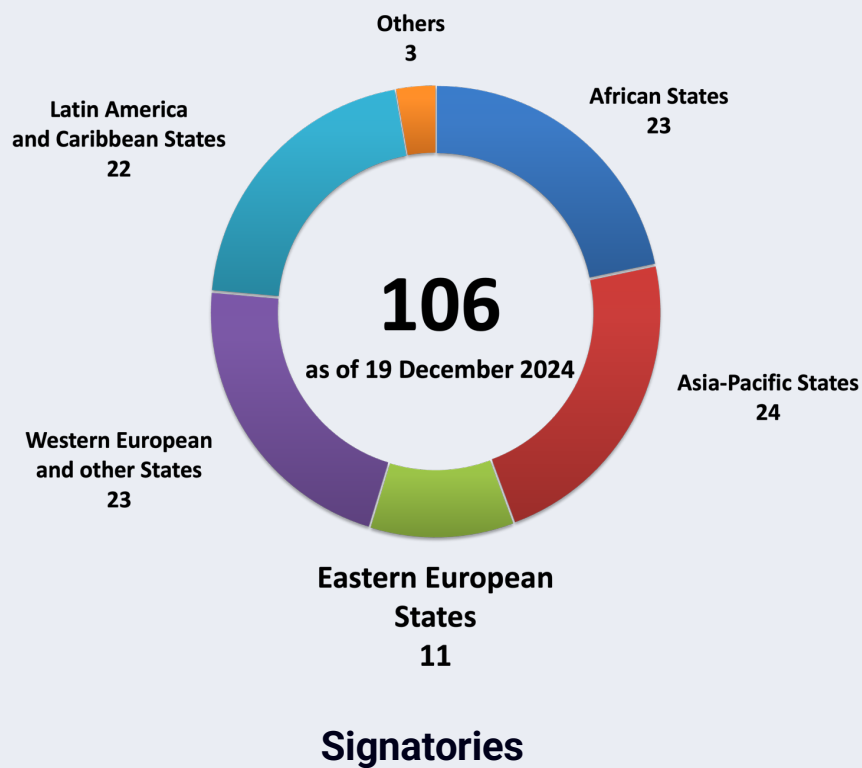 Others
3
African States
23
Latin America
and Caribbean States
22
106
as of 19 December 2024
Asia-Pacific States
24
Western European
and other States
23
Eastern European
States
11
Signatories